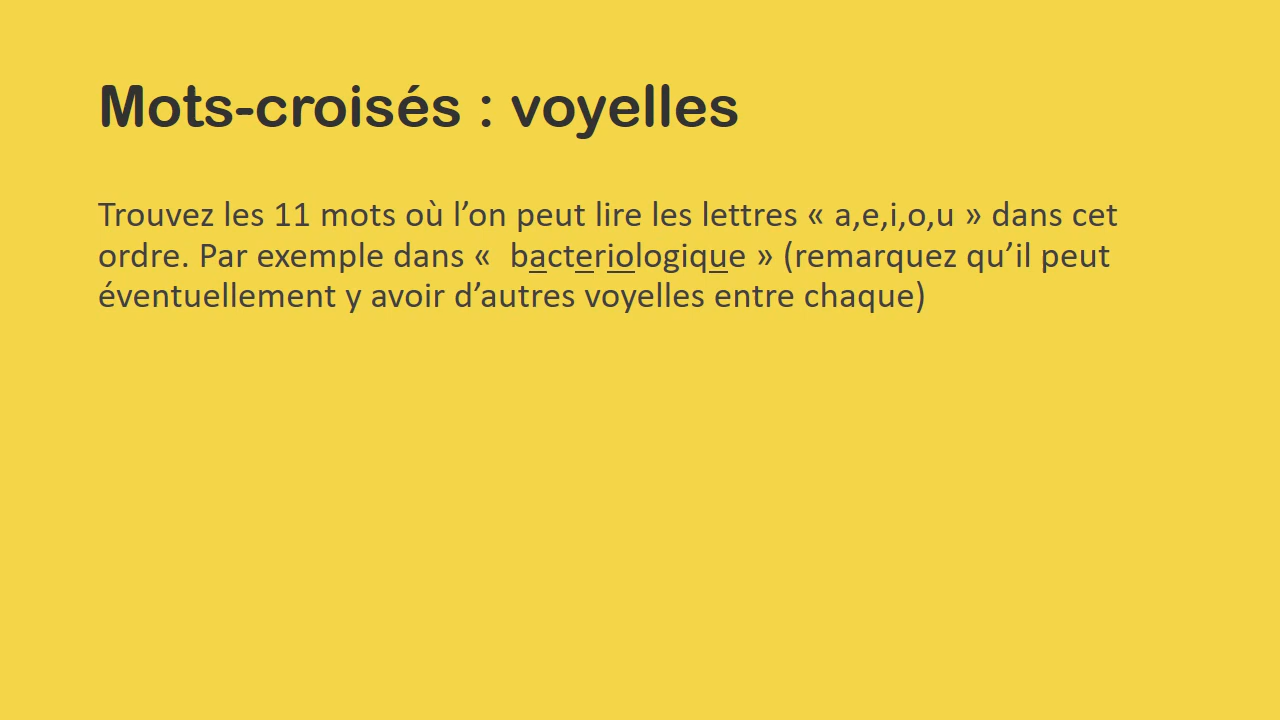 Mots-croisés : voyelles
Trouvez les 11 mots où l’on peut lire les lettres « a,e,i,o,u » dans cet
ordre. Par exemple dans «  bacteriologique » (remarquez qu’il peut
éventuellement y avoir d’autres voyelles entre chaque)